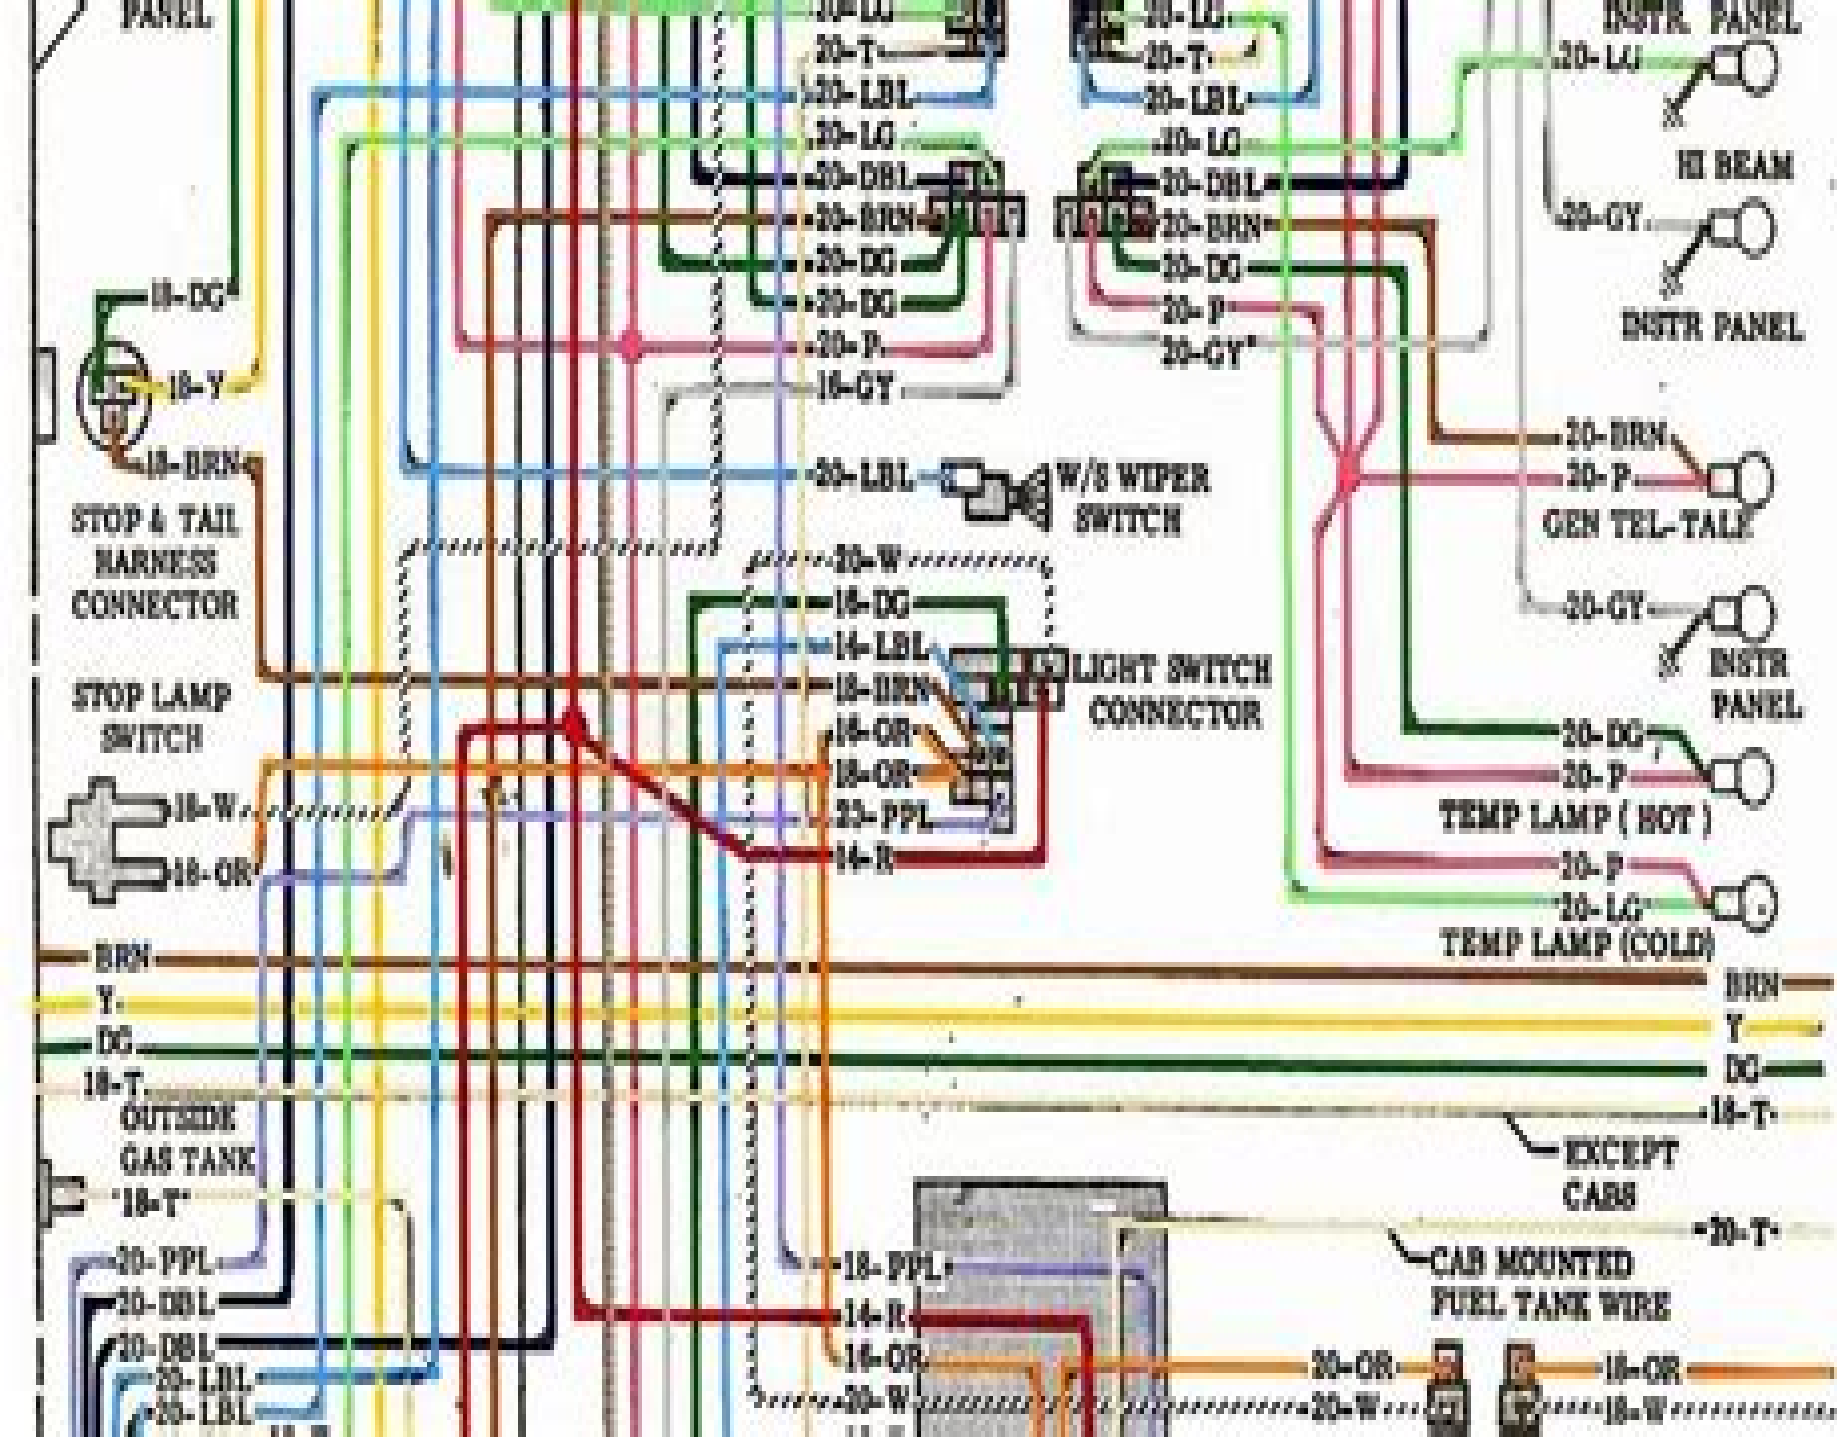 PANEL
20-LG
20-T
20-LBL
20-LG
20-DBL
20-BRN
20-DG
20-DG
20-P
16-GY
20-LG
20-T
20-LBL
20-LG
20-DBL
20-BRN
20-DG
20-P
20-GY
INSTR. PANEL
20-LG
HI BEAM
20-GY
INSTR PANEL
18-DG
18-Y
18-BRN
STOP & TAIL
HARNESS
CONNECTOR
20-LBL
W/S WIPER
SWITCH
20-BRN
20-P
GEN TEL-TALE
20-GY
INSTR
PANEL
20-W
16-DG
14-LBL
18-BRN
16-OR
18-OR
20-PPL
14-R
LIGHT SWITCH
CONNECTOR
STOP LAMP
SWITCH
18-W
18-OR
20-DG
20-P
TEMP LAMP (HOT)
20-P
20-LG
TEMP LAMP (COLD)
BRN
Y
DG
18-T
BRN
Y
DG
18-T
EXCEPT
CABS
OUTSIDE
GAS TANK
18-T
20-T
CAB MOUNTED
FUEL TANK WIRE
20-PPL
20-DBL
20-DBL
20-LBL
20-LBL
18-PPL
14-R
16-OR
20-W
20-OR
20-W
18-OR
18-W